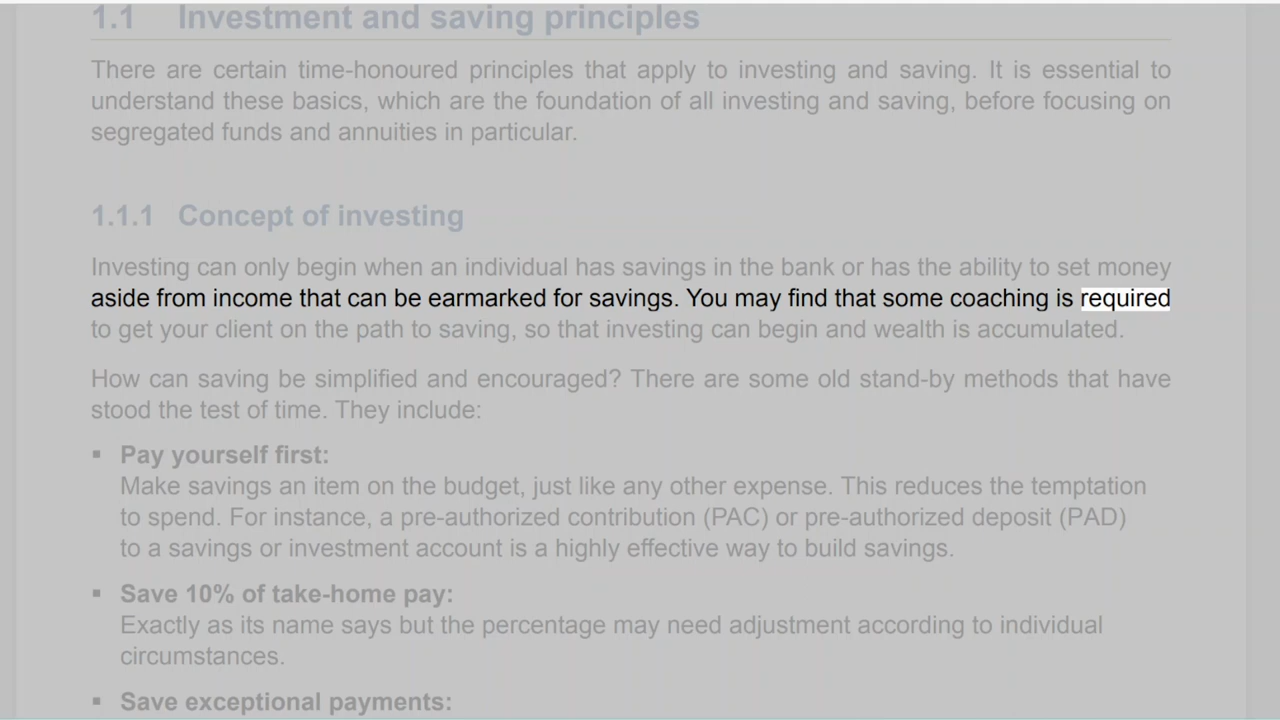 1.1 Investment and saving principles
There are certain time-honoured principles that apply to investing and saving. It is essential to
understand these basics, which are the foundation of all investing and saving, before focusing on
segregated funds and annuities in particular.
1.1.1 Concept of investing
Investing can only begin when an individual has savings in the bank or has the ability to set money
aside from income that can be earmarked for savings. You may find that some coaching is required
to get your client on the path to saving, so that investing can begin and wealth is accumulated.
How can saving be simplified and encouraged? There are some old stand-by methods that have
stood the test of time. They include:
▪ Pay yourself first:
Make savings an item on the budget, just like any other expense. This reduces the temptation
to spend. For instance, a pre-authorized contribution (PAC) or pre-authorized deposit (PAD)
to a savings or investment account is a highly effective way to build savings.
▪ Save 10% of take-home pay:
Exactly as its name says but the percentage may need adjustment according to individual
circumstances.
▪ Save exceptional payments: